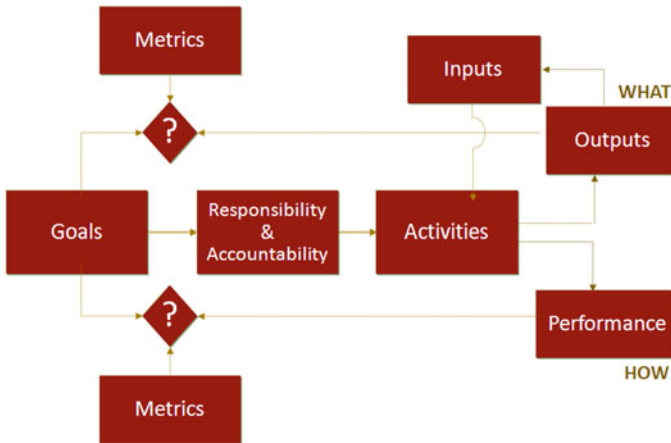 Metrics
Inputs
WHAT
?
Outputs
Goals
Responsibility
&
Accountability
Activities
?
Performance
HOW
Metrics